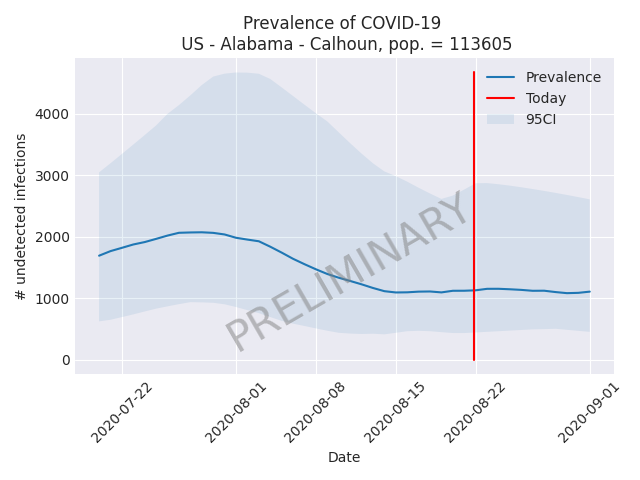 Prevalence of COVID-19
US - Alabama - Calhoun, pop. = 113605
Prevalence
Today
95CI
4000
3000
2000
1000
0
# undetected infections
PRELIMINARY
2020-07-22
2020-08-01
2020-08-08
2020-08-15
2020-08-22
2020-09-01
Date